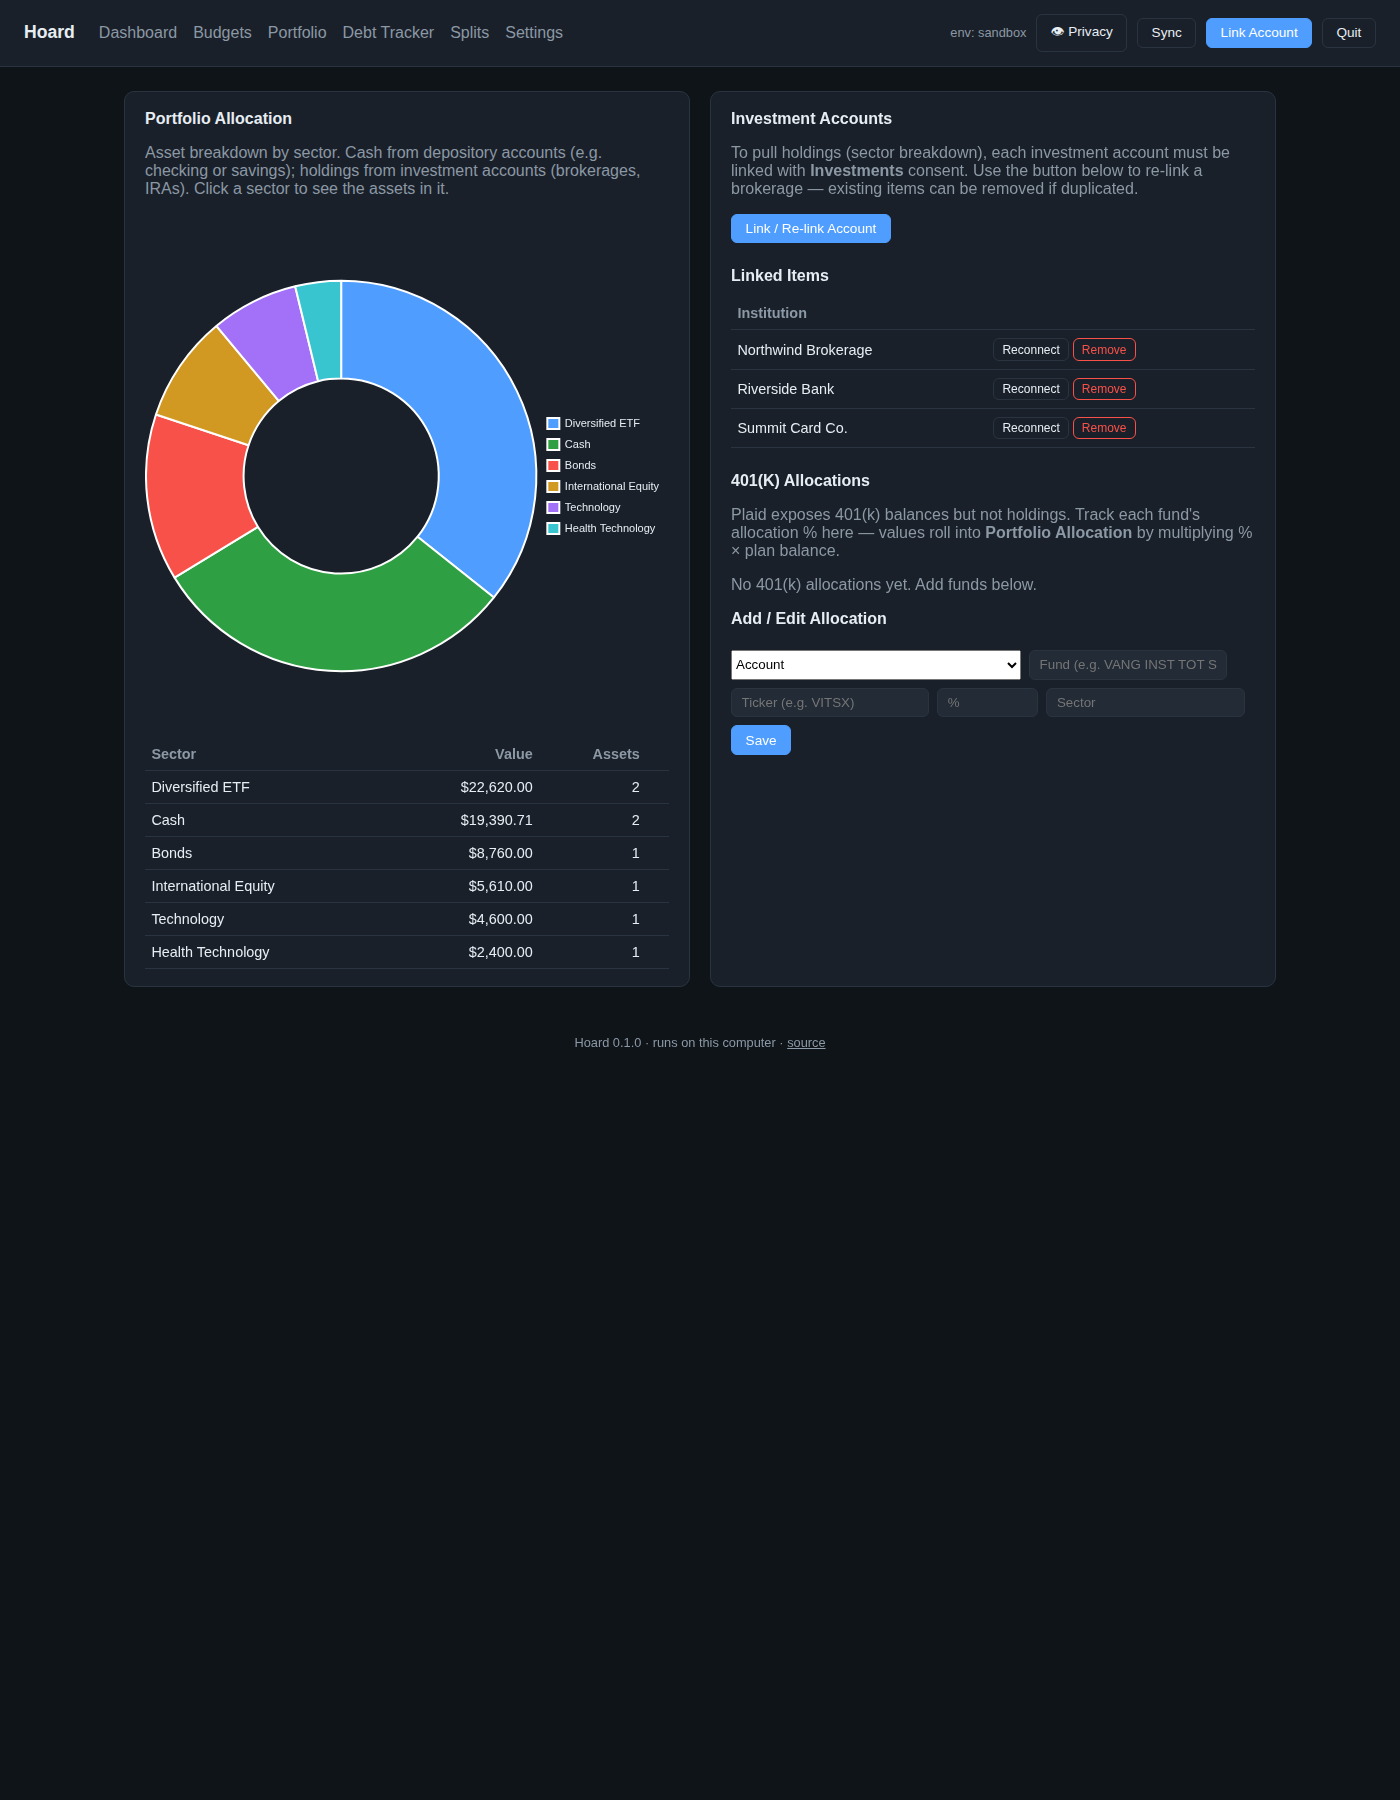 Hoard Dashboard Budgets Portfolio Debt Tracker Splits Settings env: sandbox 👁 Privacy Sync Link Account Quit
Portfolio Allocation
Asset breakdown by sector. Cash from depository accounts (e.g.
checking or savings); holdings from investment accounts (brokerages,
IRAs). Click a sector to see the assets in it.
Diversified ETF
Cash
Bonds
International Equity
Technology
Health Technology
Sector Value Assets
Diversified ETF $22,620.00 2
Cash $19,390.71 2
Bonds $8,760.00 1
International Equity $5,610.00 1
Technology $4,600.00 1
Health Technology $2,400.00 1
Investment Accounts
To pull holdings (sector breakdown), each investment account must be
linked with Investments consent. Use the button below to re-link a
brokerage — existing items can be removed if duplicated.
Link / Re-link Account
Linked Items
Institution
Northwind Brokerage Reconnect Remove
Riverside Bank Reconnect Remove
Summit Card Co. Reconnect Remove
401(K) Allocations
Plaid exposes 401(k) balances but not holdings. Track each fund's
allocation % here — values roll into Portfolio Allocation by multiplying %
× plan balance.
No 401(k) allocations yet. Add funds below.
Add / Edit Allocation
Account Fund (e.g. VANG INST TOT S
Ticker (e.g. VITSX) % Sector
Save
Hoard 0.1.0 · runs on this computer · source